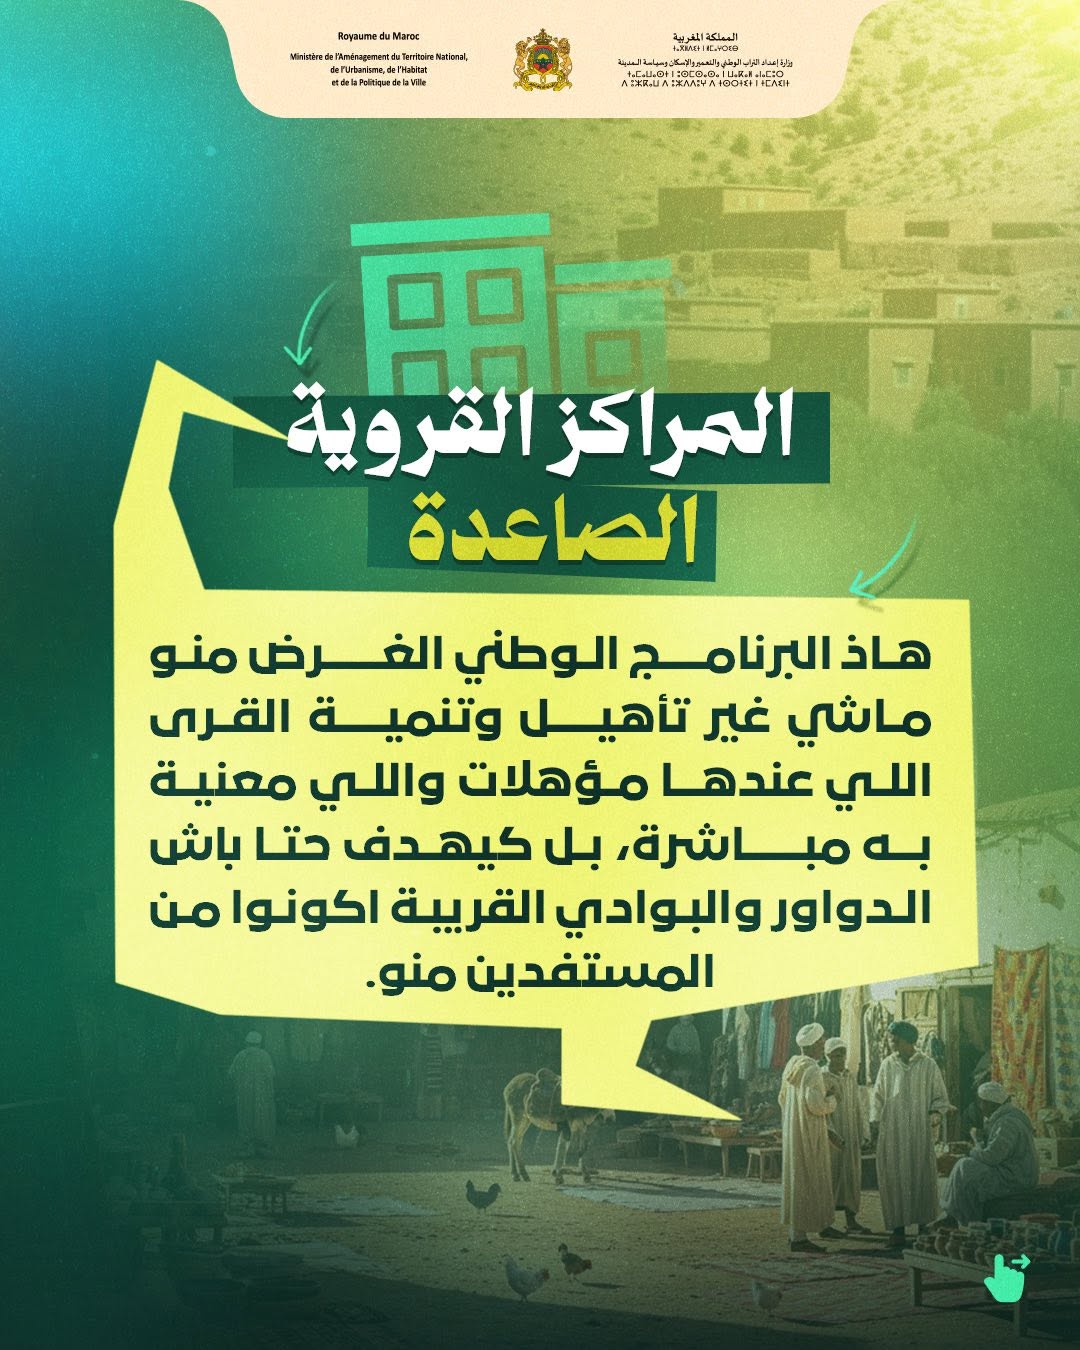 Royaume du Maroc
Ministère de l'Aménagement du Territoire National,
de l'Urbanisme, de l'Habitat
et de la Politique de la Ville
المملكة المغربية
ⵜⴰⴳⵍⴷⵉⵜ ⵏ ⵍⵎⵖⵔⵉⴱ
وزارة إعداد التراب الوطني والتعمير والإسكان وسياسة المدينة
المراكز القروية
الصاعدة
هاذ البرنامج الوطني الغرض منو
ماشي غير تأهيل وتنمية القرى
اللي عندها مؤهلات واللي معنية
به مباشرة، بل كيهدف حتا باش
الدواور والبوادي القريبة اكونوا من
المستفدين منو.